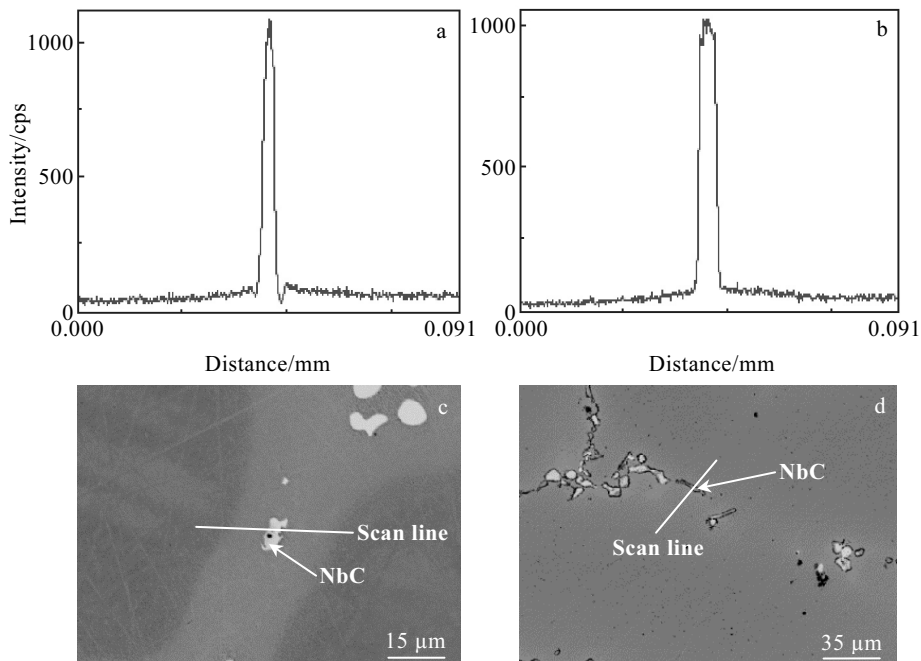 a
1000
500
0
Intensity/cps
0.000
0.091
Distance/mm
b
1000
500
0
0.000
0.091
Distance/mm
c
Scan line
NbC
15 μm
d
NbC
Scan line
35 μm